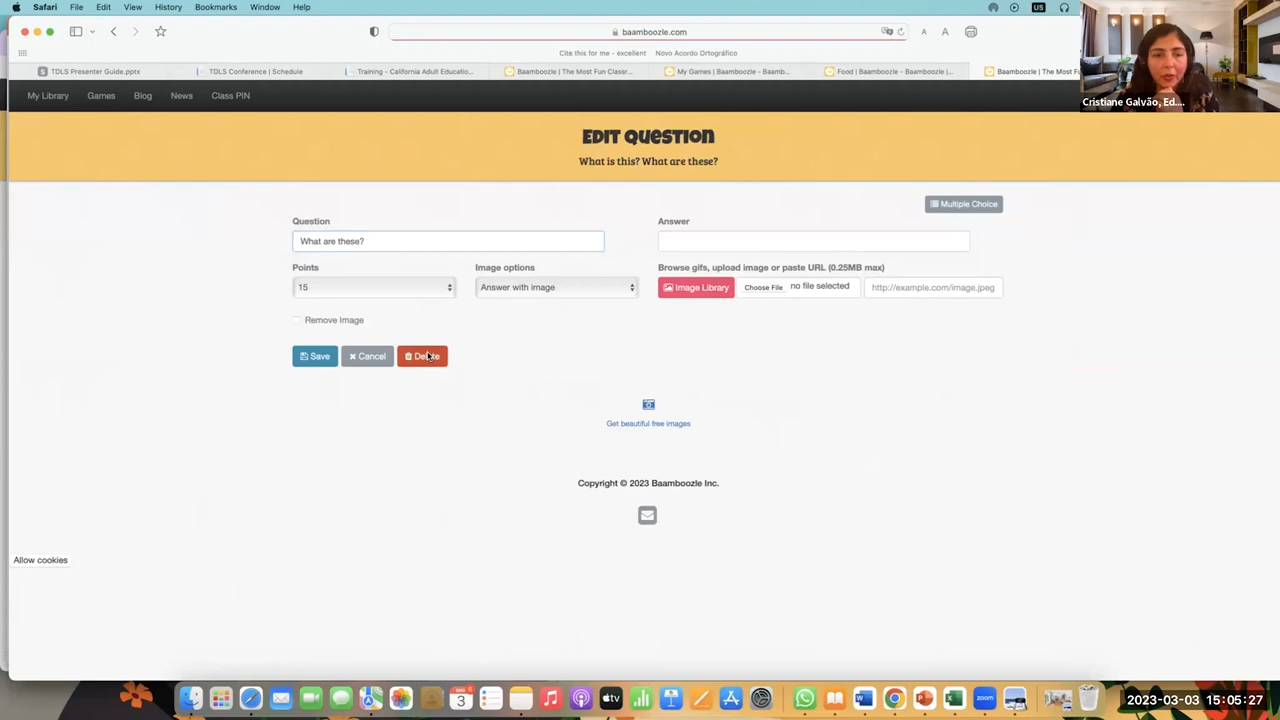 Safari File Edit View History Bookmarks Window Help
US
baamboozle.com
A A
Cite this for me - excellent Novo Acordo Ortográfico
TDLS Presenter Guide.pptx TDLS Conference | Schedule Training - California Adult Educatio... Baamboozle | The Most Fun Classr... My Games | Baamboozle - Baamb... Food | Baamboozle - Baamboozle |... Baamboozle | The Most Fun
Cristiane Galvão, Ed....
My Library Games Blog News Class PIN
Edit Question
What is this? What are these?
Multiple Choice
Question Answer
What are these?
Points Image options Browse gifs, upload image or paste URL (0.25MB max)
15 Answer with image Image Library Choose File no file selected http://example.com/image.jpeg
Remove Image
Save Cancel Delete
Get beautiful free images
Copyright © 2023 Baamboozle Inc.
Allow cookies
3 tv W P X zoom
2023-03-03 15:05:27